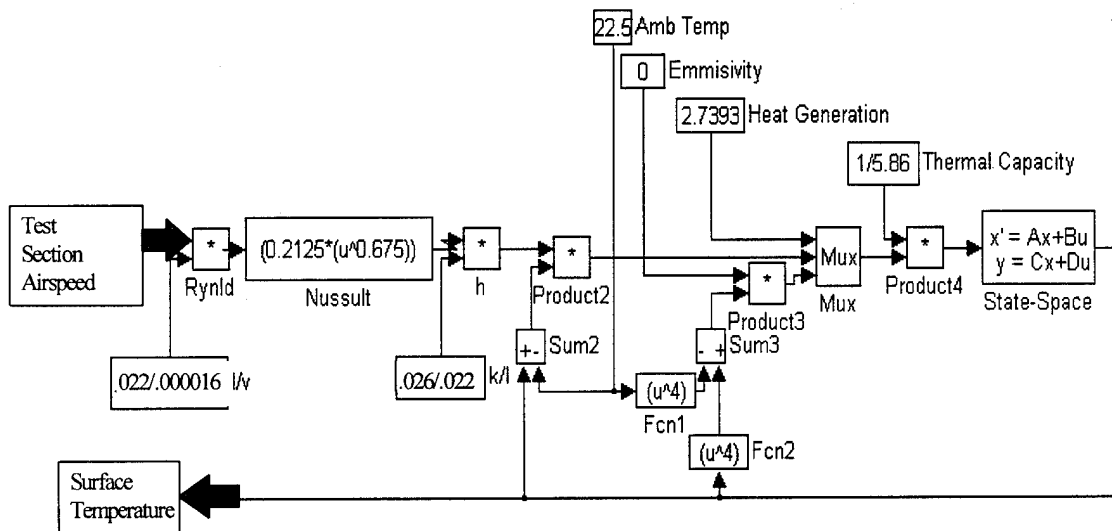 22.5 Amb Temp
0 Emmisivity
2.7393 Heat Generation
1/5.86 Thermal Capacity
Test
Section
Airspeed
*
Rynld
(0.2125*(u^0.675))
Nussult
*
h
*
Product2
*
Product3
Mux
Mux
*
Product4
x' = Ax+Bu
y = Cx+Du
State-Space
+- Sum2
- + Sum3
.022/.000016 l/v
.026/.022 k/l
(u^4)
Fcn1
(u^4) Fcn2
Surface
Temperature